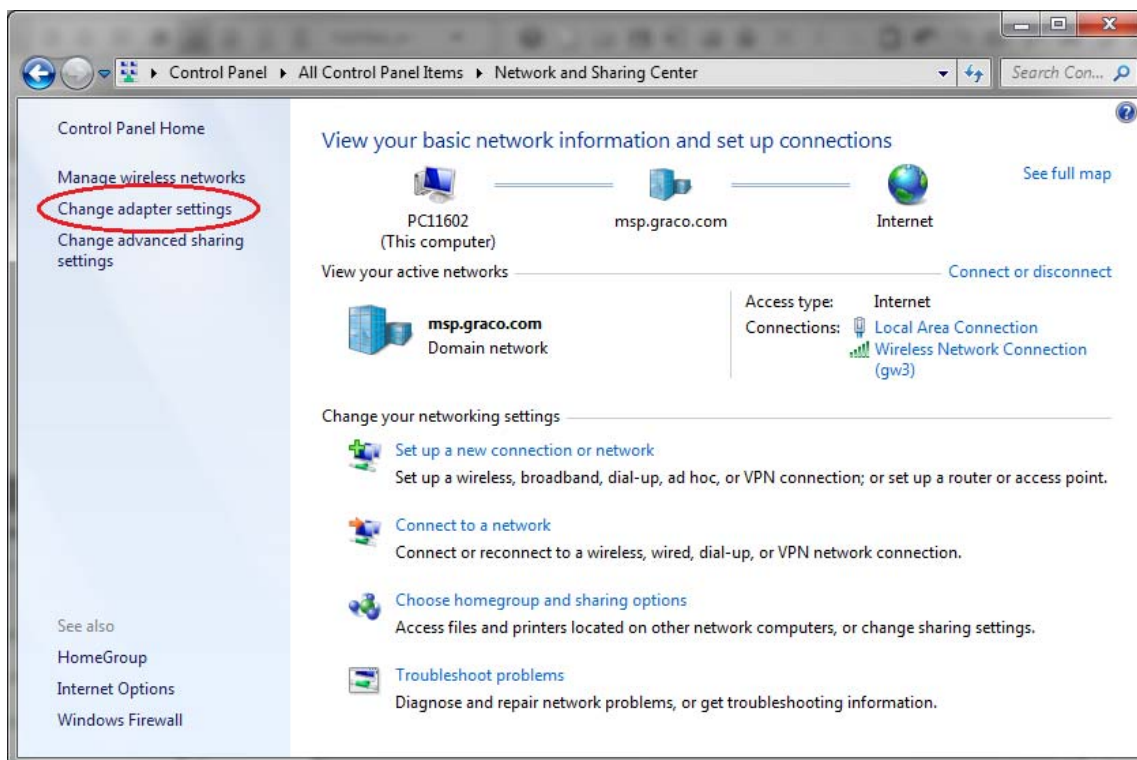 Control Panel ▸ All Control Panel Items ▸ Network and Sharing Center
Search Con...
Control Panel Home
Manage wireless networks
Change adapter settings
Change advanced sharing
settings
See also
HomeGroup
Internet Options
Windows Firewall
View your basic network information and set up connections
See full map
PC11602
(This computer)
msp.graco.com
Internet
View your active networks
Connect or disconnect
msp.graco.com
Domain network
Access type: Internet
Connections: Local Area Connection
Wireless Network Connection
(gw3)
Change your networking settings
Set up a new connection or network
Set up a wireless, broadband, dial-up, ad hoc, or VPN connection; or set up a router or access point.
Connect to a network
Connect or reconnect to a wireless, wired, dial-up, or VPN network connection.
Choose homegroup and sharing options
Access files and printers located on other network computers, or change sharing settings.
Troubleshoot problems
Diagnose and repair network problems, or get troubleshooting information.